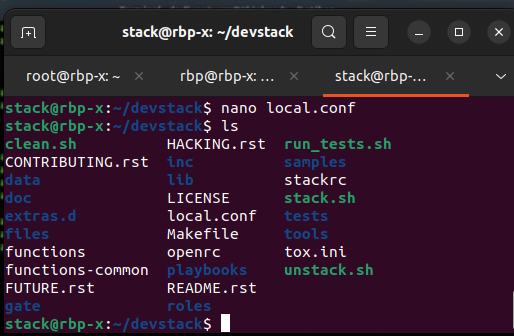 stack@rbp-x: ~/devstack
root@rbp-x: ~
rbp@rbp-x: ...
stack@rbp-...
stack@rbp-x:~/devstack$ nano local.conf
stack@rbp-x:~/devstack$ ls
clean.sh HACKING.rst run_tests.sh
CONTRIBUTING.rst inc samples
data lib stackrc
doc LICENSE stack.sh
extras.d local.conf tests
files Makefile tools
functions openrc tox.ini
functions-common playbooks unstack.sh
FUTURE.rst README.rst
gate roles
stack@rbp-x:~/devstack$